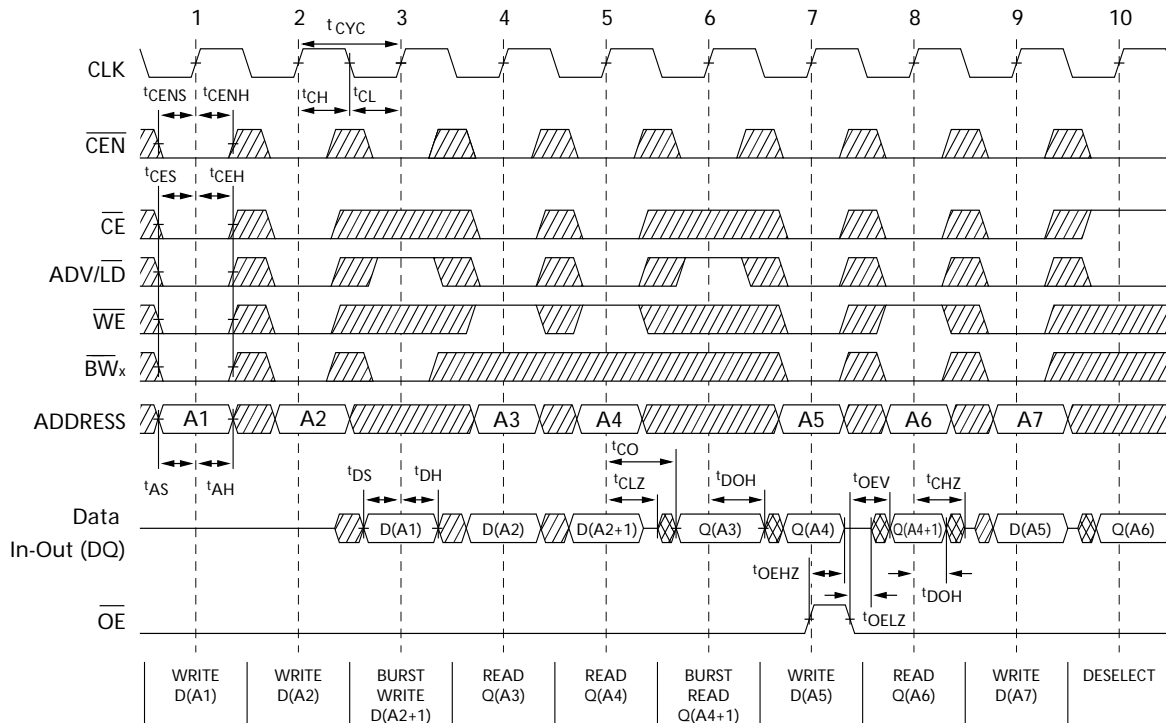 1 2 3 4 5 6 7 8 9 10
tCYC
CLK
tCENS tCENH tCH tCL
CEN
tCES tCEH
CE
ADV/LD
WE
BWx
ADDRESS A1 A2 A3 A4 A5 A6 A7
tAS tAH tDS tDH tCO tCLZ tDOH tOEV tCHZ
Data
In-Out (DQ)
D(A1) D(A2) D(A2+1) Q(A3) Q(A4) Q(A4+1) D(A5) Q(A6)
tOEHZ tDOH
tOELZ
OE
WRITE
D(A1)
WRITE
D(A2)
BURST
WRITE
D(A2+1)
READ
Q(A3)
READ
Q(A4)
BURST
READ
Q(A4+1)
WRITE
D(A5)
READ
Q(A6)
WRITE
D(A7)
DESELECT